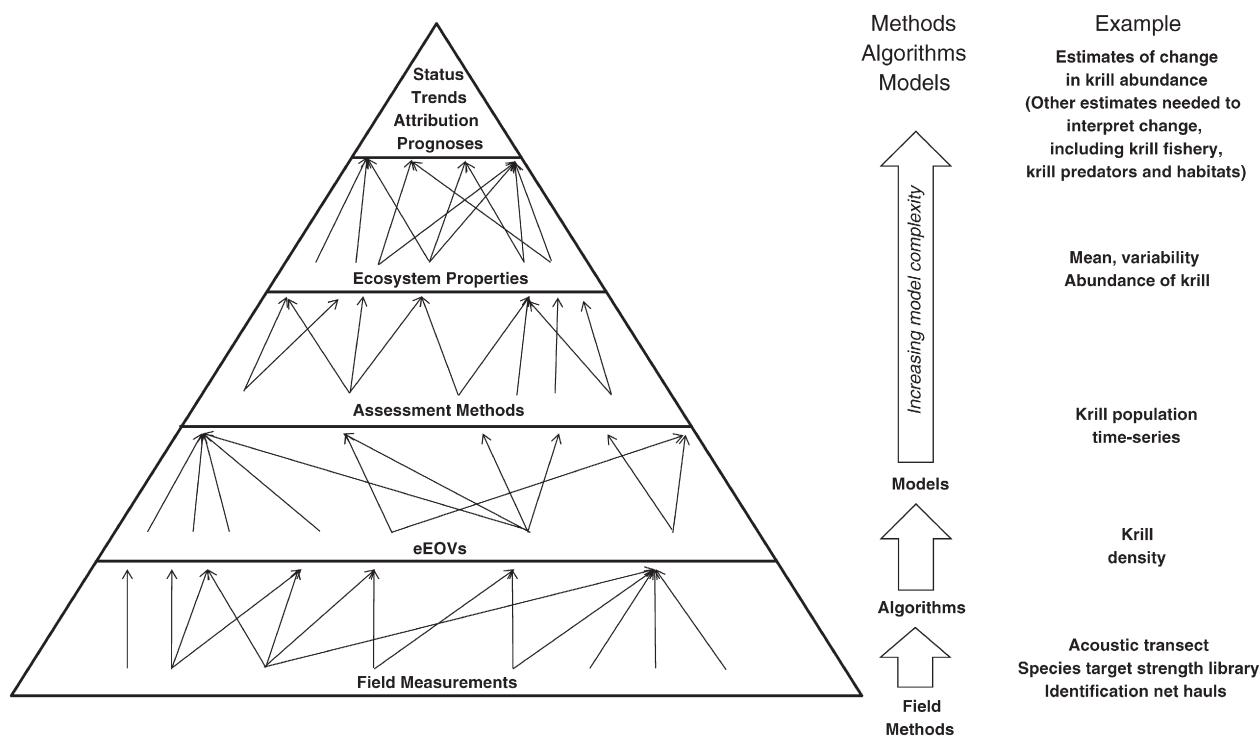 Status
Trends
Attribution
Prognoses
Ecosystem Properties
Assessment Methods
eEOVs
Field Measurements
Methods
Algorithms
Models
Increasing model complexity
Models
Algorithms
Field
Methods
Example
Estimates of change
in krill abundance
(Other estimates needed to
interpret change,
including krill fishery,
krill predators and habitats)
Mean, variability
Abundance of krill
Krill population
time-series
Krill
density
Acoustic transect
Species target strength library
Identification net hauls